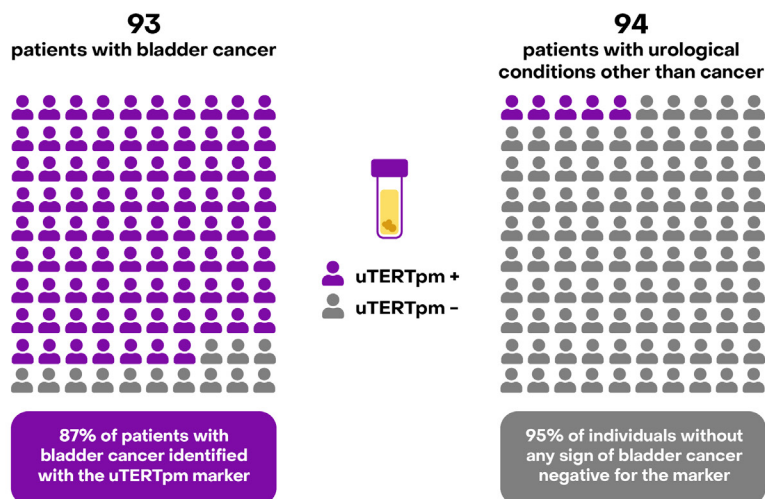 93
patients with bladder cancer
94
patients with urological
conditions other than cancer
uTERTpm +
uTERTpm –
87% of patients with
bladder cancer identified
with the uTERTpm marker
95% of individuals without
any sign of bladder cancer
negative for the marker